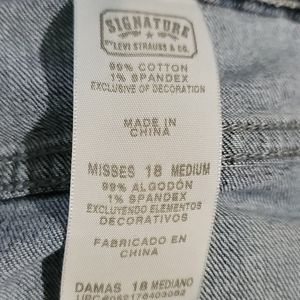 SIGNATURE
BY LEVI STRAUSS & CO.
99% COTTON
1% SPANDEX
EXCLUSIVE OF DECORATION
MADE IN
CHINA
MISSES 18 MEDIUM
99% ALGODÓN
1% SPANDEX
EXCLUYENDO ELEMENTOS
DECORATIVOS
FABRICADO EN
CHINA
DAMAS 18 MEDIANO